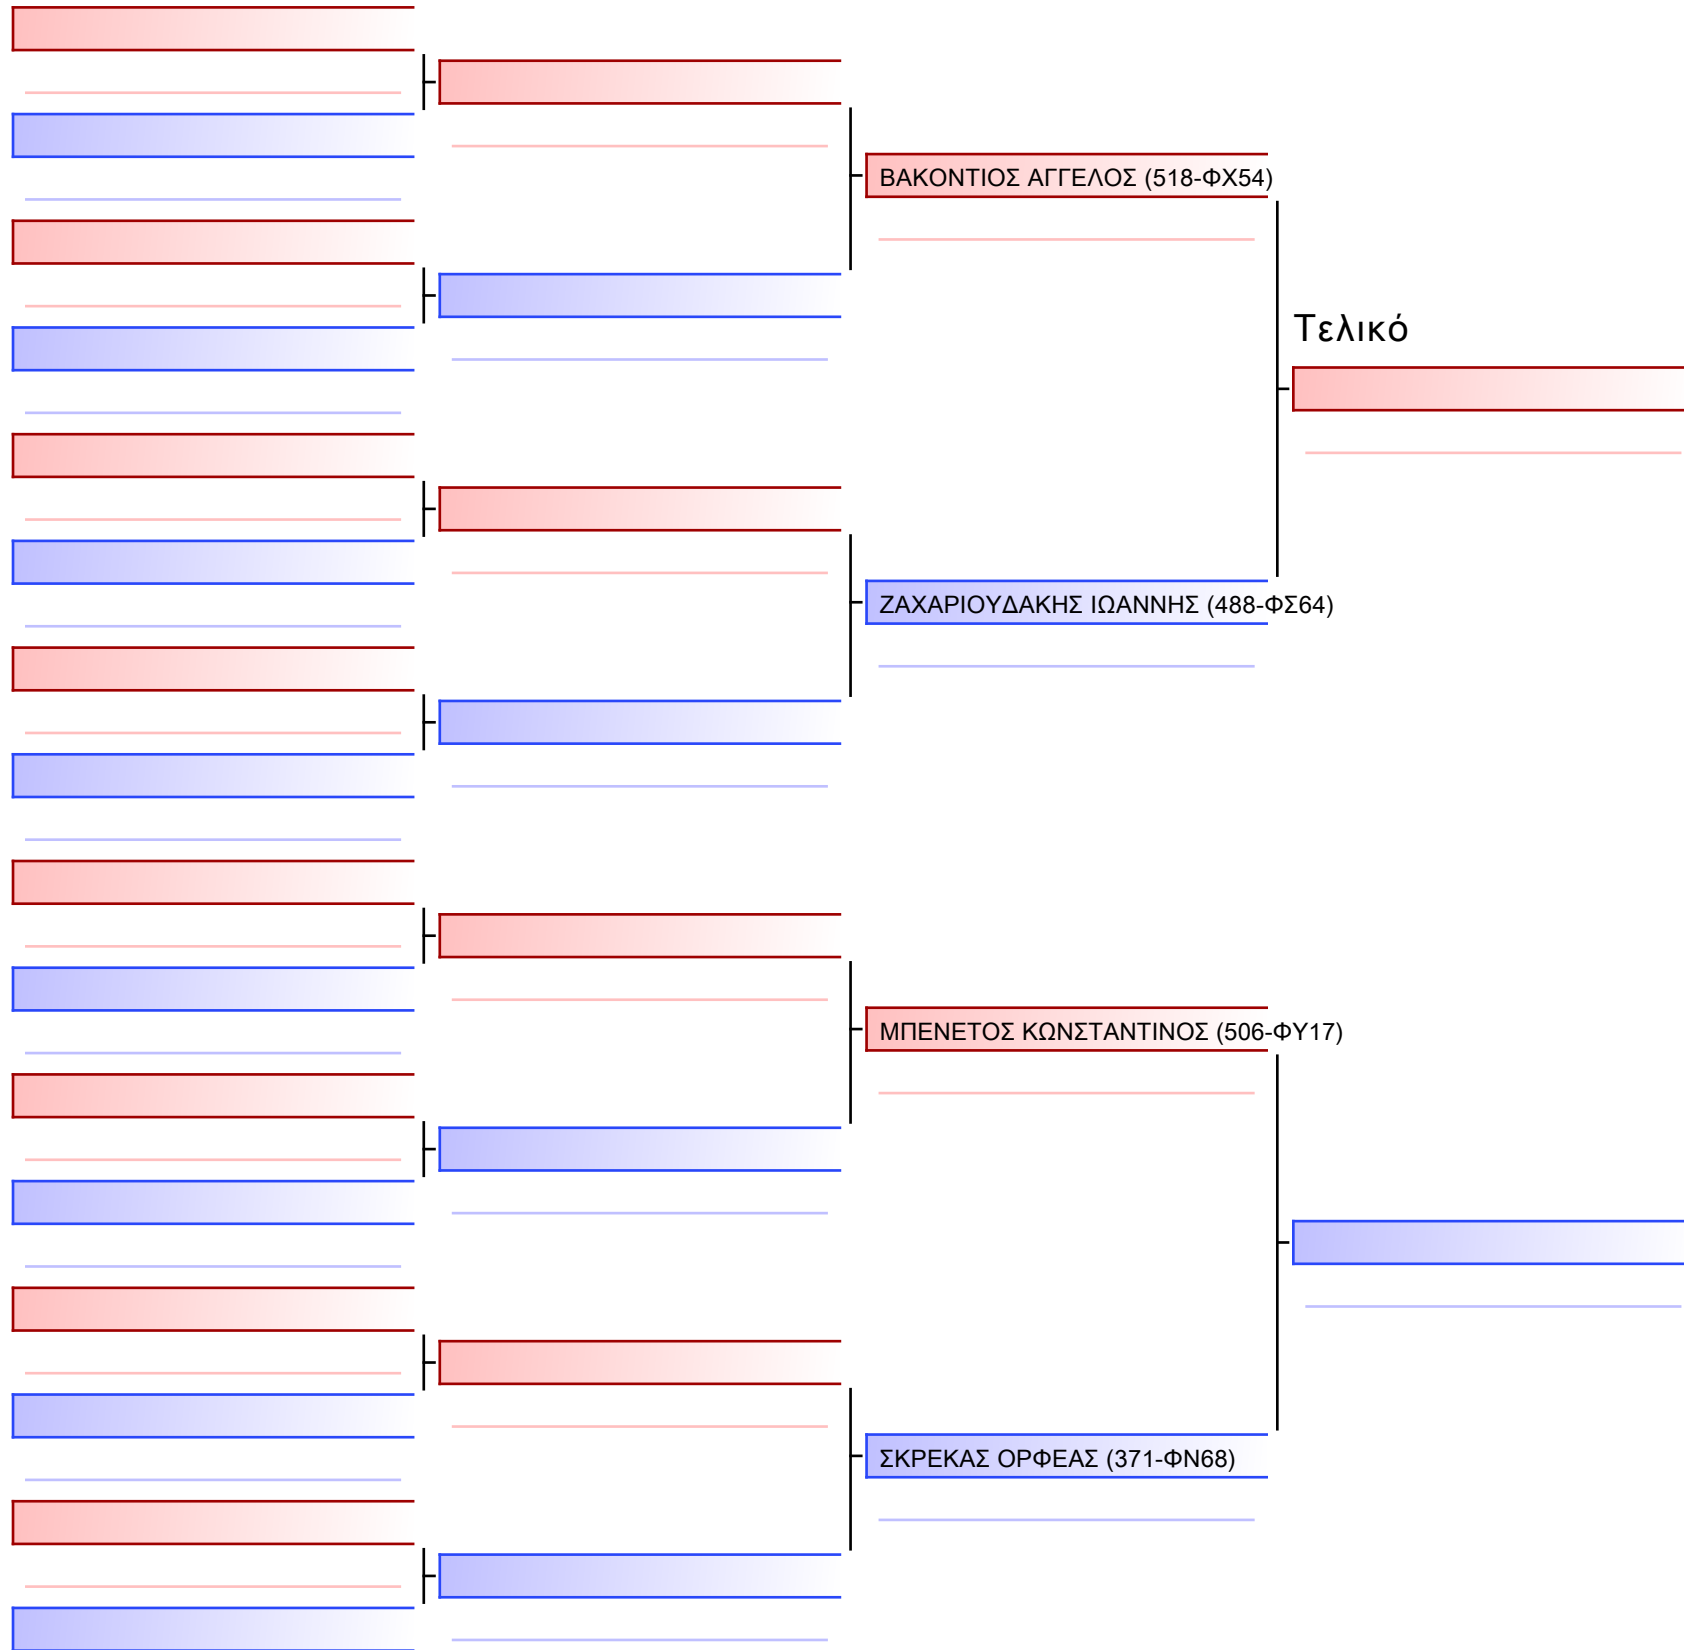 ΒΑΚΟΝΤΙΟΣ ΑΓΓΕΛΟΣ (518-ΦΧ54)
Τελικό
ΖΑΧΑΡΙΟΥΔΑΚΗΣ ΙΩΑΝΝΗΣ (488-ΦΣ64)
ΜΠΕΝΕΤΟΣ ΚΩΝΣΤΑΝΤΙΝΟΣ (506-ΦΥ17)
ΣΚΡΕΚΑΣ ΟΡΦΕΑΣ (371-ΦΝ68)